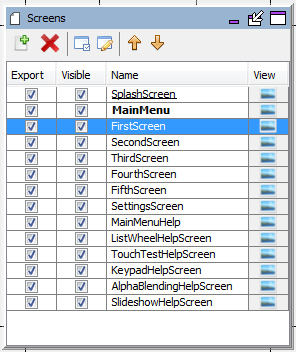 Screens
Export Visible Name View
SplashScreen
MainMenu
FirstScreen
SecondScreen
ThirdScreen
FourthScreen
FifthScreen
SettingsScreen
MainMenuHelp
ListWheelHelpScreen
TouchTestHelpScreen
KeypadHelpScreen
AlphaBlendingHelpScreen
SlideshowHelpScreen